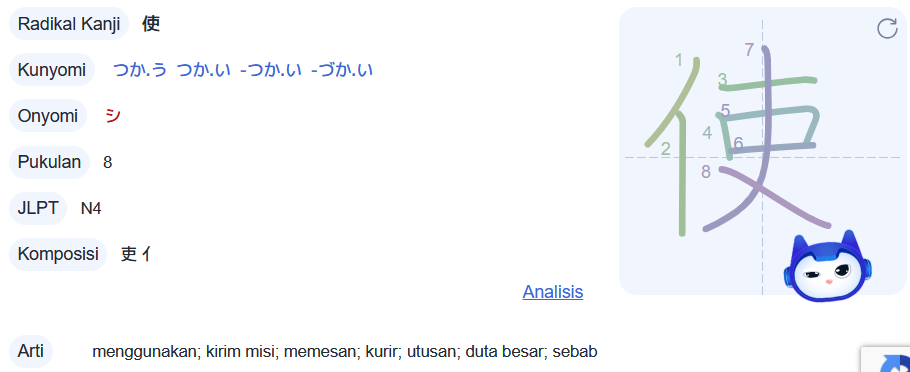 Radikal Kanji 使
Kunyomi つか.う つか.い -つか.い -づか.い
Onyomi シ
Pukulan 8
JLPT N4
Komposisi 吏 亻
Analisis
Arti menggunakan; kirim misi; memesan; kurir; utusan; duta besar; sebab
1
2
3
4
5
6
7
8
使